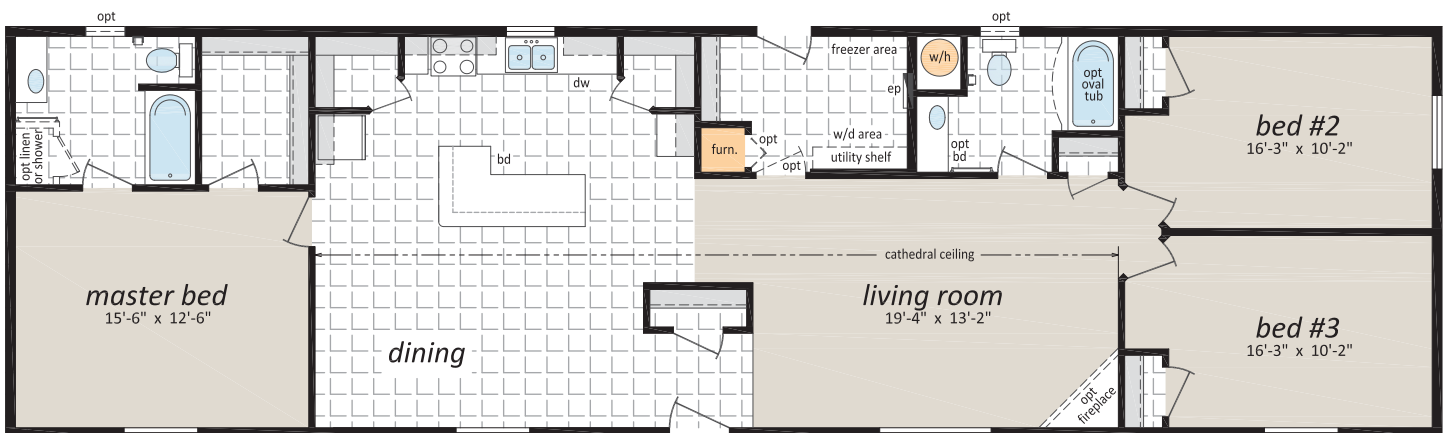 opt
opt
freezer area
w/h
ep
opt
oval
tub
dw
bed #2
16'-3" x 10'-2"
opt linen
or shower
bd
furn.
opt
opt
w/d area
utility shelf
opt
bd
cathedral ceiling
master bed
15'-6" x 12'-6"
living room
19'-4" x 13'-2"
bed #3
16'-3" x 10'-2"
dining
opt
fireplace